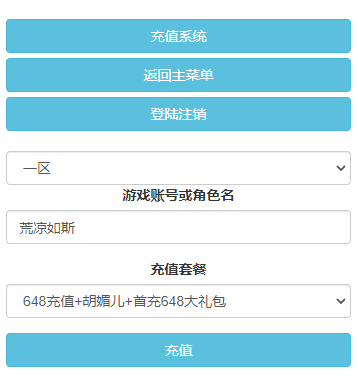 充值系统
返回主菜单
登陆注销
一区
游戏账号或角色名
荒凉如斯
充值套餐
648充值+胡媚儿+首充648大礼包
充值